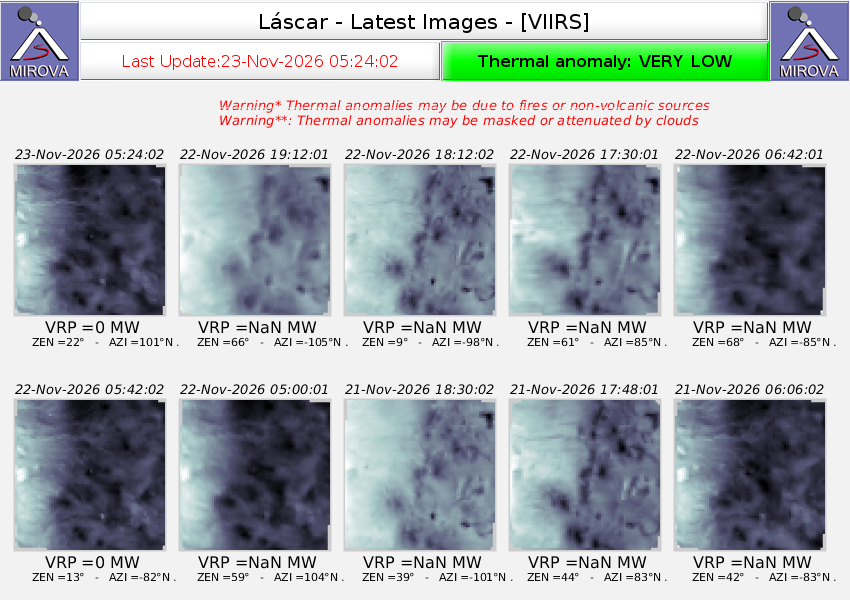 Láscar - Latest Images - [VIIRS]
MIROVA
Last Update:23-Nov-2026 05:24:02
Thermal anomaly: VERY LOW
MIROVA
Warning* Thermal anomalies may be due to fires or non-volcanic sources
Warning**: Thermal anomalies may be masked or attenuated by clouds
23-Nov-2026 05:24:02 22-Nov-2026 19:12:01 22-Nov-2026 18:12:02 22-Nov-2026 17:30:01 22-Nov-2026 06:42:01
VRP =0 MW VRP =NaN MW VRP =NaN MW VRP =NaN MW VRP =NaN MW
ZEN =22° - AZI =101°N . ZEN =66° - AZI =-105°N . ZEN =9° - AZI =-98°N . ZEN =61° - AZI =85°N . ZEN =68° - AZI =-85°N .
22-Nov-2026 05:42:02 22-Nov-2026 05:00:01 21-Nov-2026 18:30:02 21-Nov-2026 17:48:01 21-Nov-2026 06:06:02
VRP =0 MW VRP =NaN MW VRP =NaN MW VRP =NaN MW VRP =NaN MW
ZEN =13° - AZI =-82°N . ZEN =59° - AZI =104°N . ZEN =39° - AZI =-101°N . ZEN =44° - AZI =83°N . ZEN =42° - AZI =-83°N .